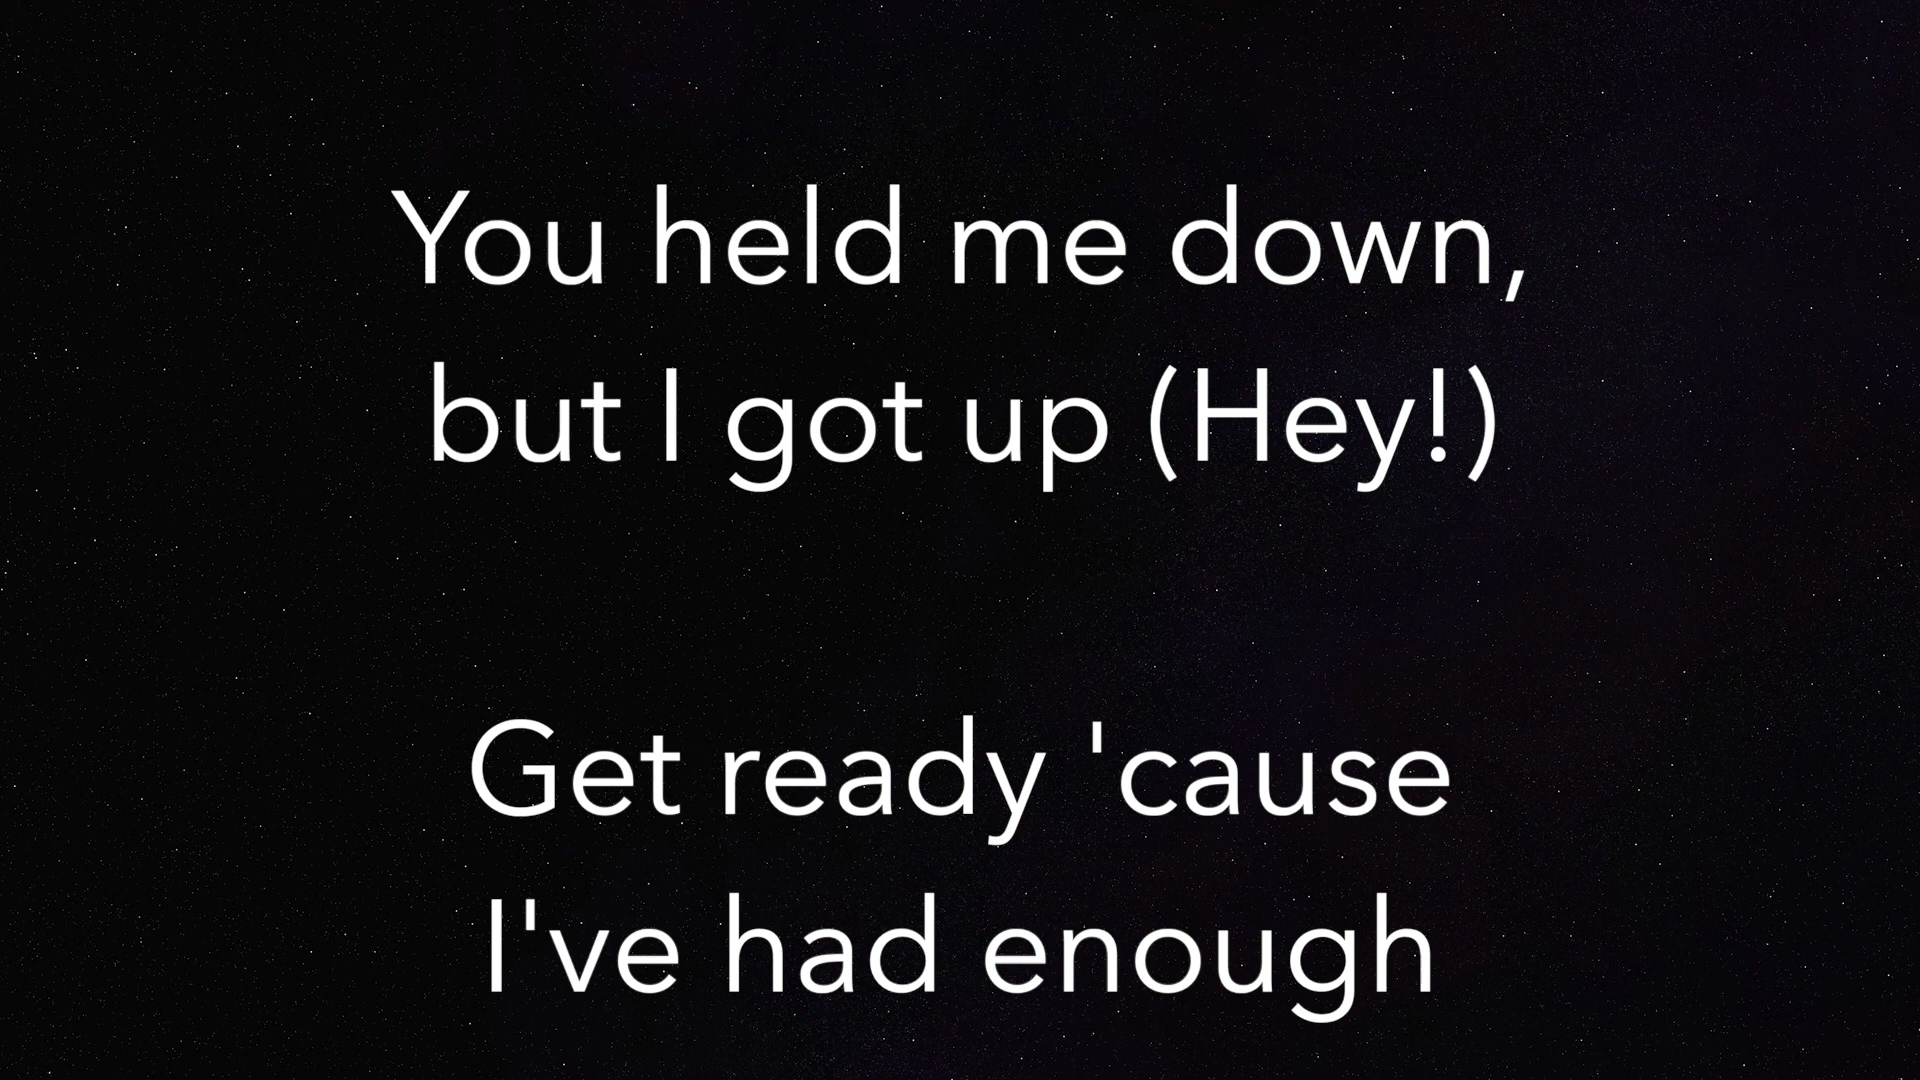 You held me down,
but I got up (Hey!)
Get ready 'cause
I've had enough